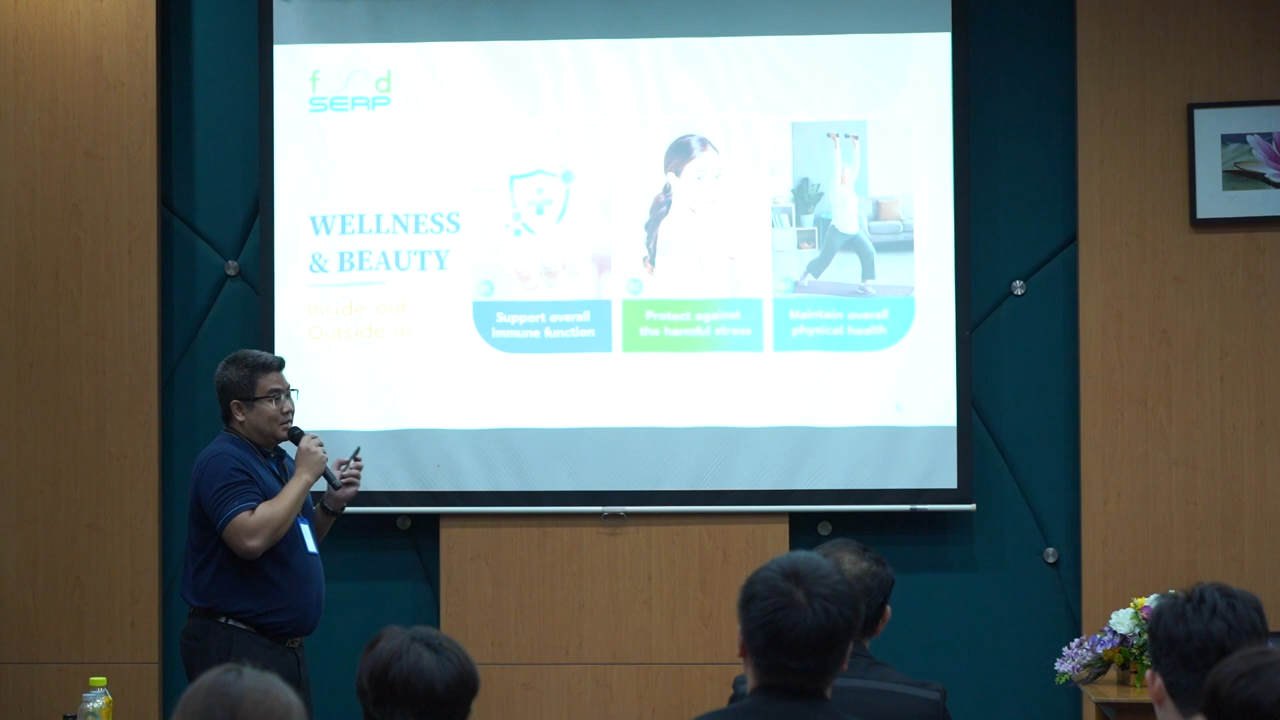 food
SERP
WELLNESS
& BEAUTY
Inside-out
Outside-in
Support overall
immune function
Protect against
the harmful stress
Maintain overall
physical health